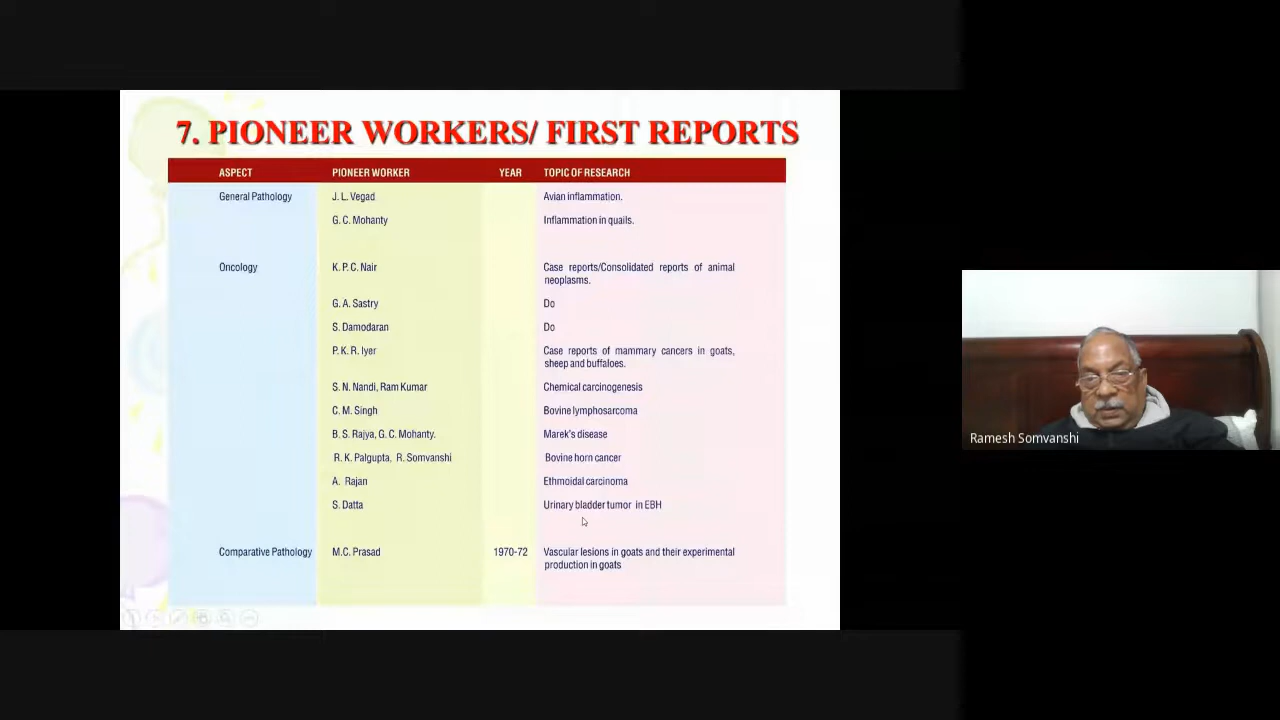 7. PIONEER WORKERS/ FIRST REPORTS
ASPECT PIONEER WORKER YEAR TOPIC OF RESEARCH
General Pathology J. L. Vegad Avian inflammation.
G. C. Mohanty Inflammation in quails.
Oncology K. P. C. Nair Case reports/Consolidated reports of animal
neoplasms.
G. A. Sastry Do
S. Damodaran Do
P. K. R. Iyer Case reports of mammary cancers in goats,
sheep and buffaloes.
S. N. Nandi, Ram Kumar Chemical carcinogenesis
C. M. Singh Bovine lymphosarcoma
B. S. Rajya, G. C. Mohanty. Marek's disease
R. K. Palgupta, R. Somvanshi Bovine horn cancer
A. Rajan Ethmoidal carcinoma
S. Datta Urinary bladder tumor in EBH
Comparative Pathology M.C. Prasad 1970-72 Vascular lesions in goats and their experimental
production in goats
Ramesh Somvanshi